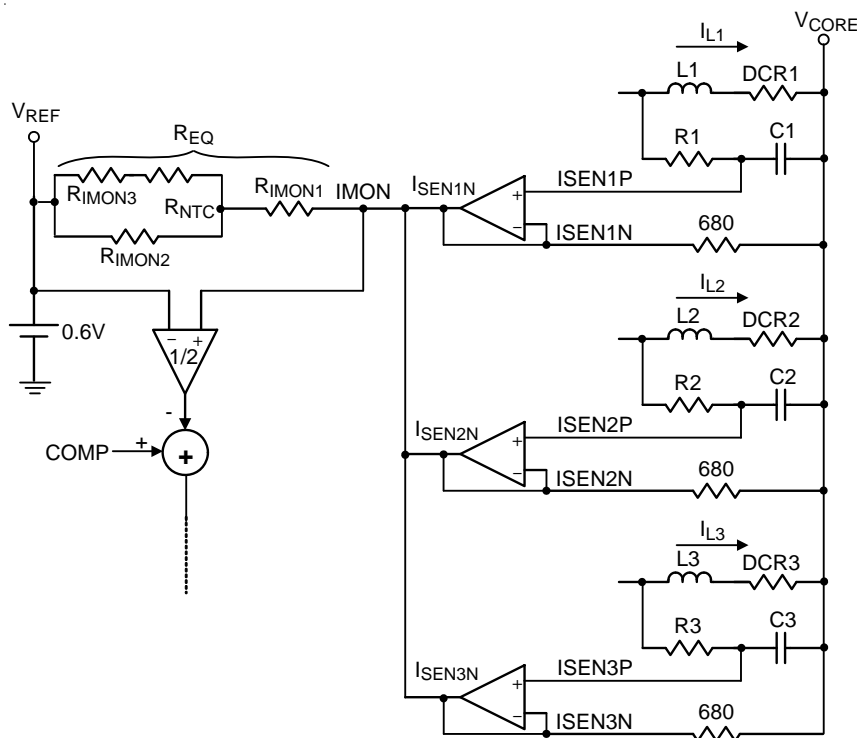 V_CORE
I_L1
L1
DCR1
R1
C1
V_REF
R_EQ
R_IMON3
R_NTC
R_IMON1
IMON
R_IMON2
I_SEN1N
+
−
ISEN1P
ISEN1N
680
0.6V
−
+
1/2
-
COMP
+
+
I_L2
L2
DCR2
R2
C2
I_SEN2N
+
−
ISEN2P
ISEN2N
680
I_L3
L3
DCR3
R3
C3
I_SEN3N
+
−
ISEN3P
ISEN3N
680